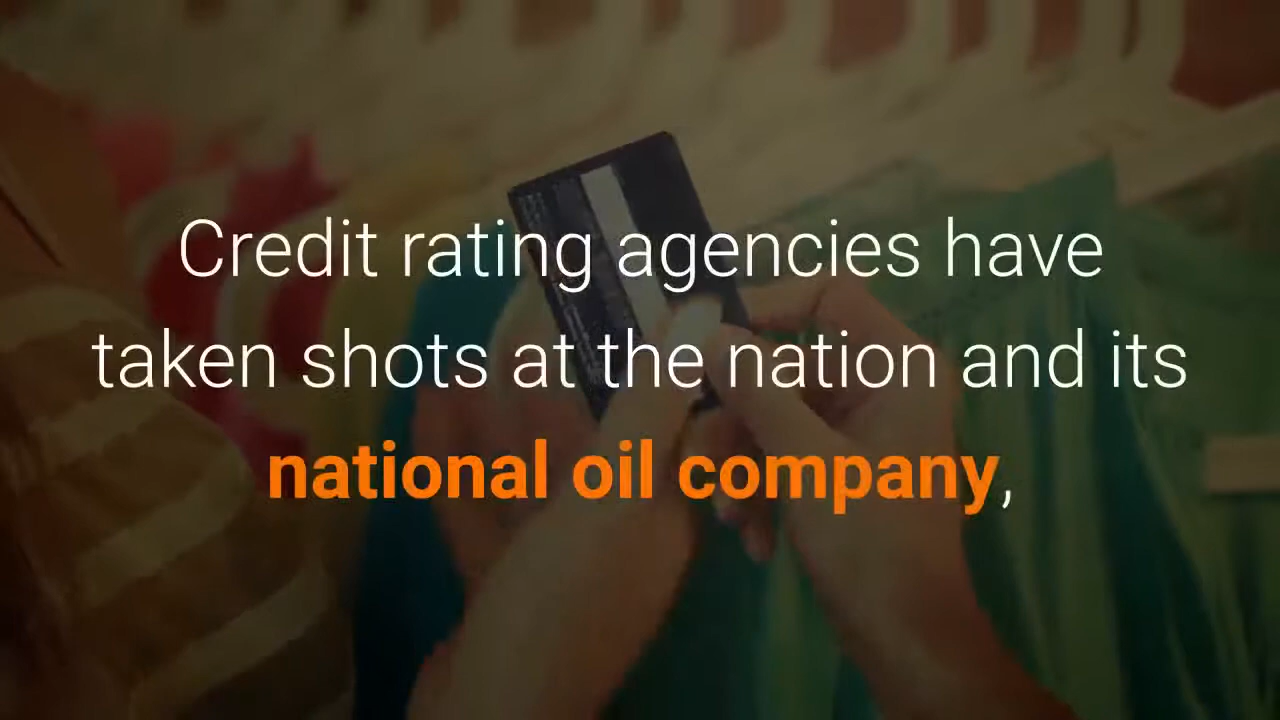 Credit rating agencies have
taken shots at the nation and its
national oil company,